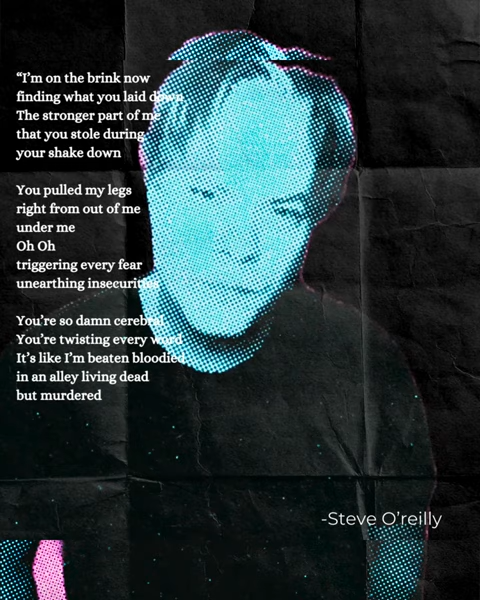 “I’m on the brink now
finding what you laid down
The stronger part of me
that you stole during
your shake down
You pulled my legs
right from out of me
under me
Oh Oh
triggering every fear
unearthing insecurities
You’re so damn cerebral
You’re twisting every word
It’s like I’m beaten bloodied
in an alley living dead
but murdered
-Steve O’reilly